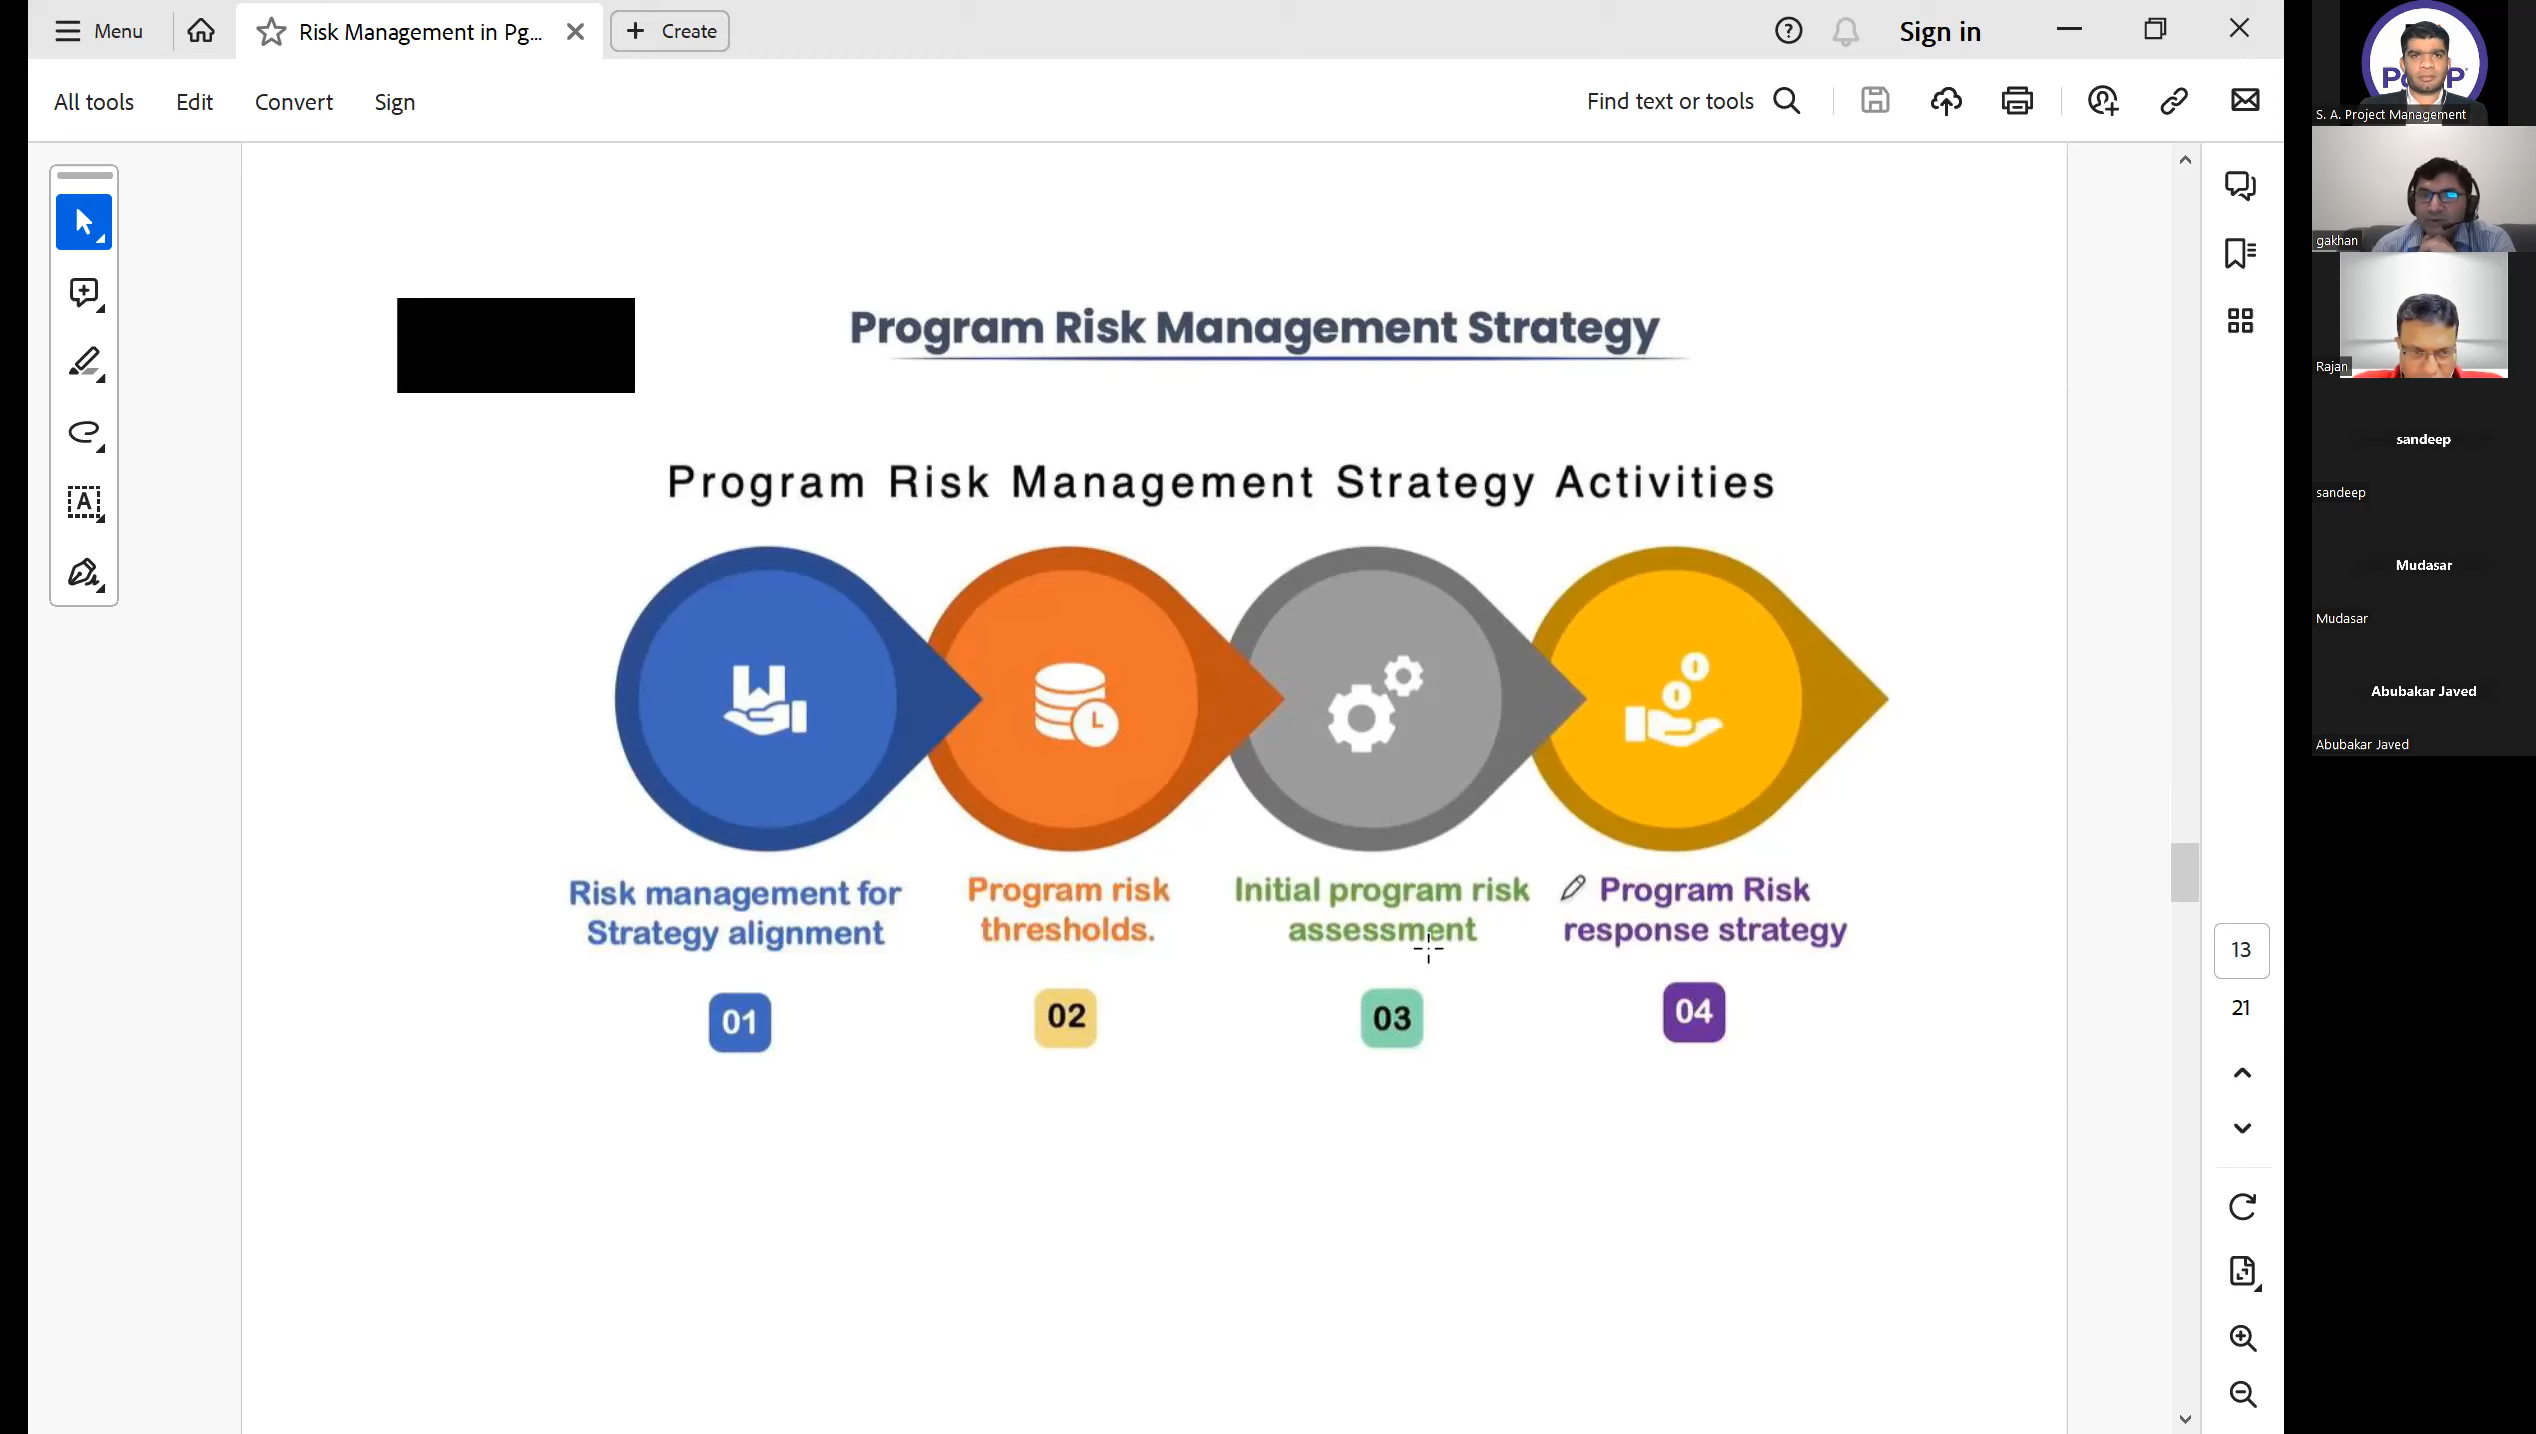 Menu
Risk Management in Pg...
Create
Sign in
All tools
Edit
Convert
Sign
Find text or tools
Program Risk Management Strategy
Program Risk Management Strategy Activities
Risk management for
Strategy alignment
Program risk
thresholds.
Initial program risk
assessment
Program Risk
response strategy
01
02
03
04
13
21
S. A. Project Management
gakhan
Rajan
sandeep
sandeep
Mudasar
Mudasar
Abubakar Javed
Abubakar Javed